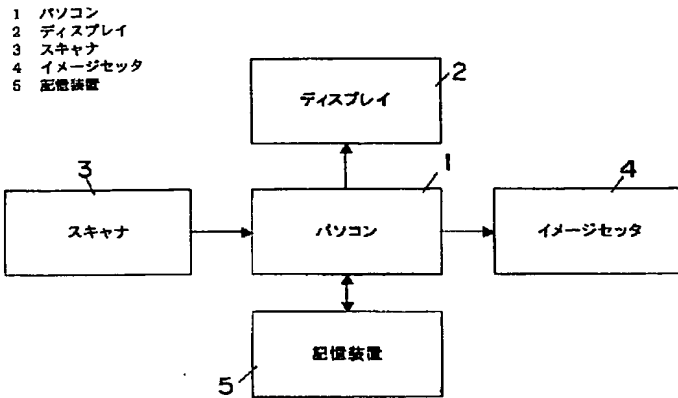 1 パソコン
2 ディスプレイ
3 スキャナ
4 イメージセッタ
5 記憶装置
ディスプレイ
2
3
スキャナ
1
パソコン
4
イメージセッタ
記憶装置
5